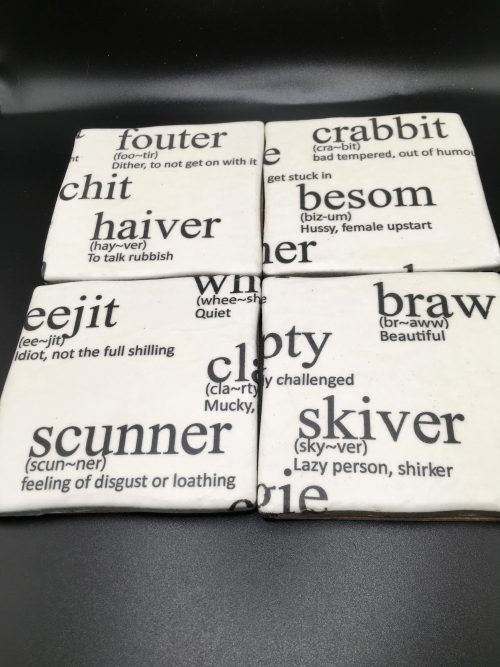 fouter
(foo~tir)
Dither, to not get on with it
chit
haiver
(hay~ver)
To talk rubbish
crabbit
(cra~bit)
bad tempered, out of humou
get stuck in
besom
(biz-um)
Hussy, female upstart
her
eejit
(ee~jit)
Idiot, not the full shilling
wh
(whee~she
Quiet
cla
(cla~rty
Mucky,
scunner
(scun~ner)
feeling of disgust or loathing
braw
(br~aww)
Beautiful
pty
y challenged
skiver
(sky~ver)
Lazy person, shirker
gie